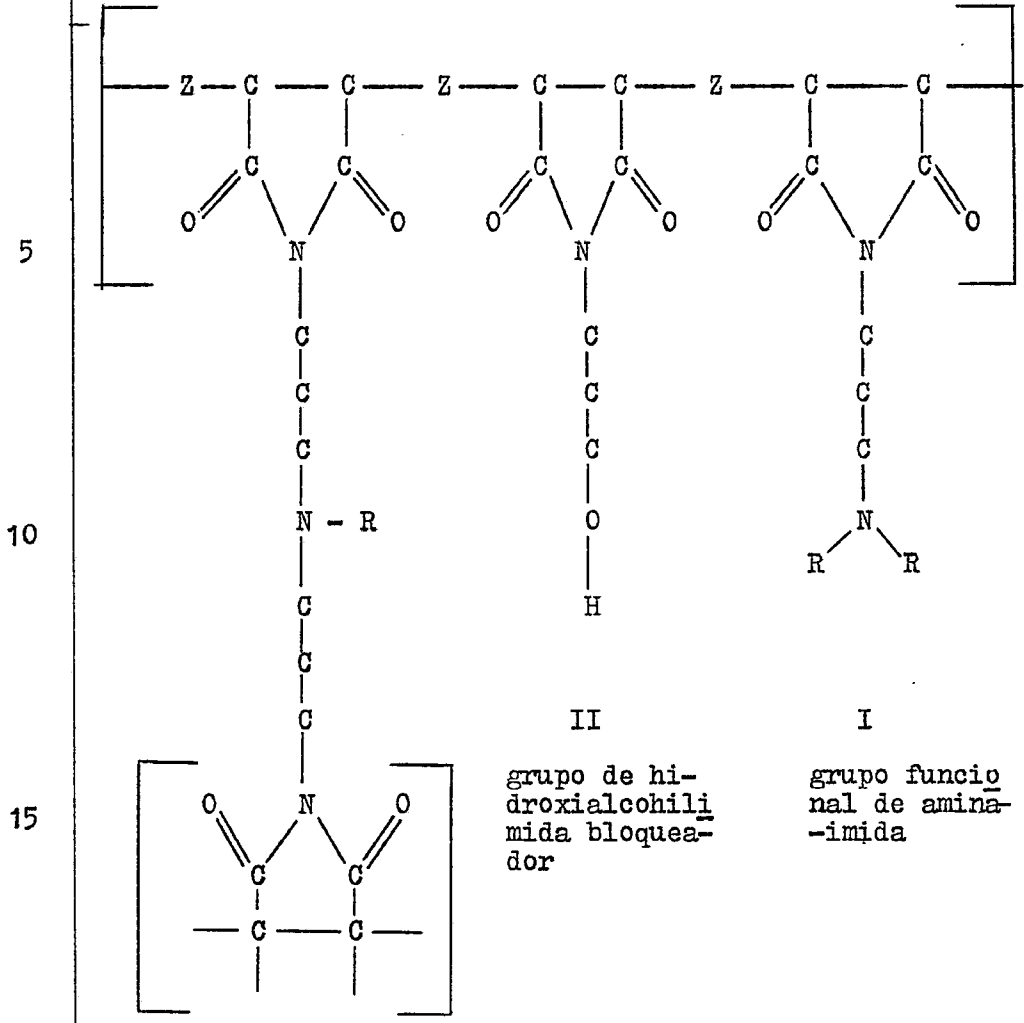 Z C C Z C C Z C C
C C C C C C
O O O O O O
5 N N N
C C C
C C C
C C C
10 N - R O N
R R
C H
C
C II I
grupo de hi- grupo funcio
15 O N O droxialcohili nal de amina-
mida bloquea- -imida
dor
C C
C C